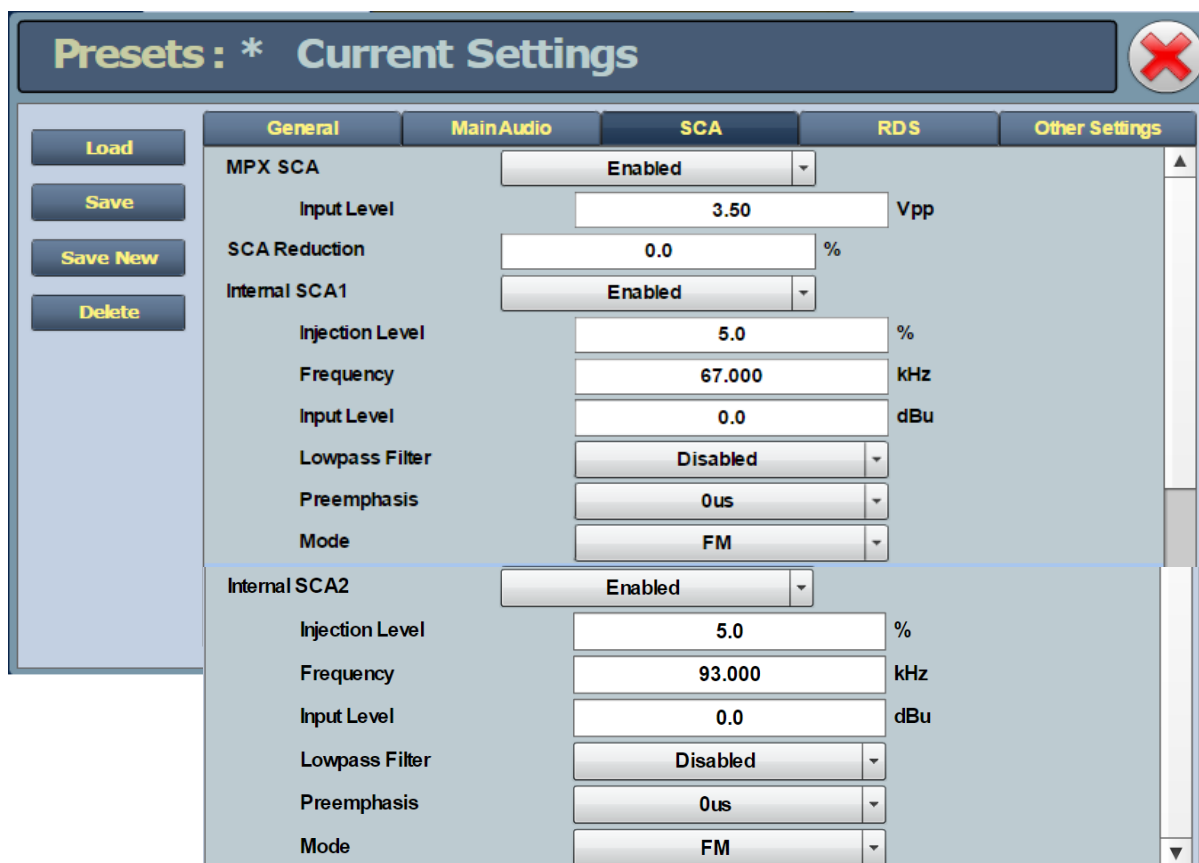 Presets: * Current Settings
Load
Save
Save New
Delete
General Main Audio SCA RDS Other Settings
MPX SCA Enabled
Input Level 3.50 Vpp
SCA Reduction 0.0 %
Internal SCA1 Enabled
Injection Level 5.0 %
Frequency 67.000 kHz
Input Level 0.0 dBu
Lowpass Filter Disabled
Preemphasis 0us
Mode FM
Internal SCA2 Enabled
Injection Level 5.0 %
Frequency 93.000 kHz
Input Level 0.0 dBu
Lowpass Filter Disabled
Preemphasis 0us
Mode FM